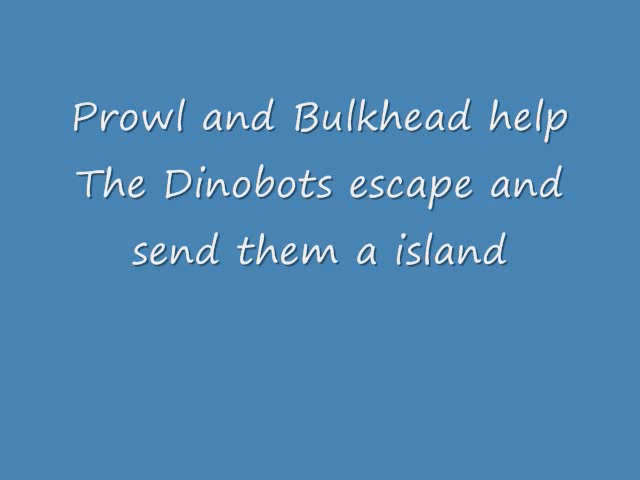 Prowl and Bulkhead help
The Dinobots escape and
send them a island